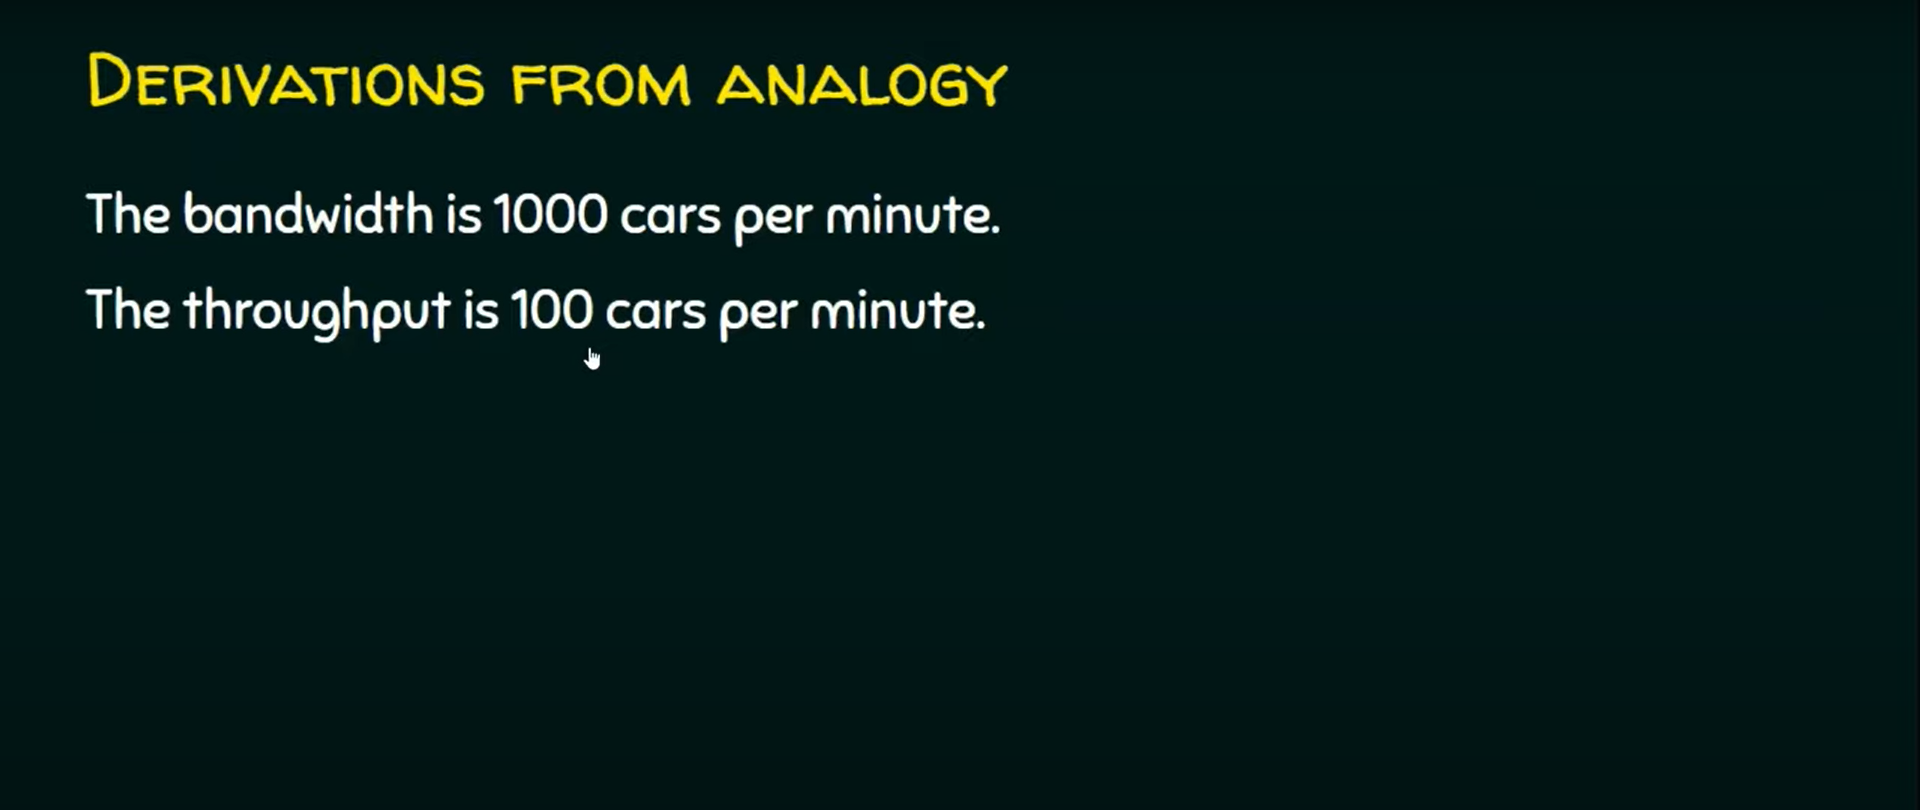 DERIVATIONS FROM ANALOGY
The bandwidth is 1000 cars per minute.
The throughput is 100 cars per minute.